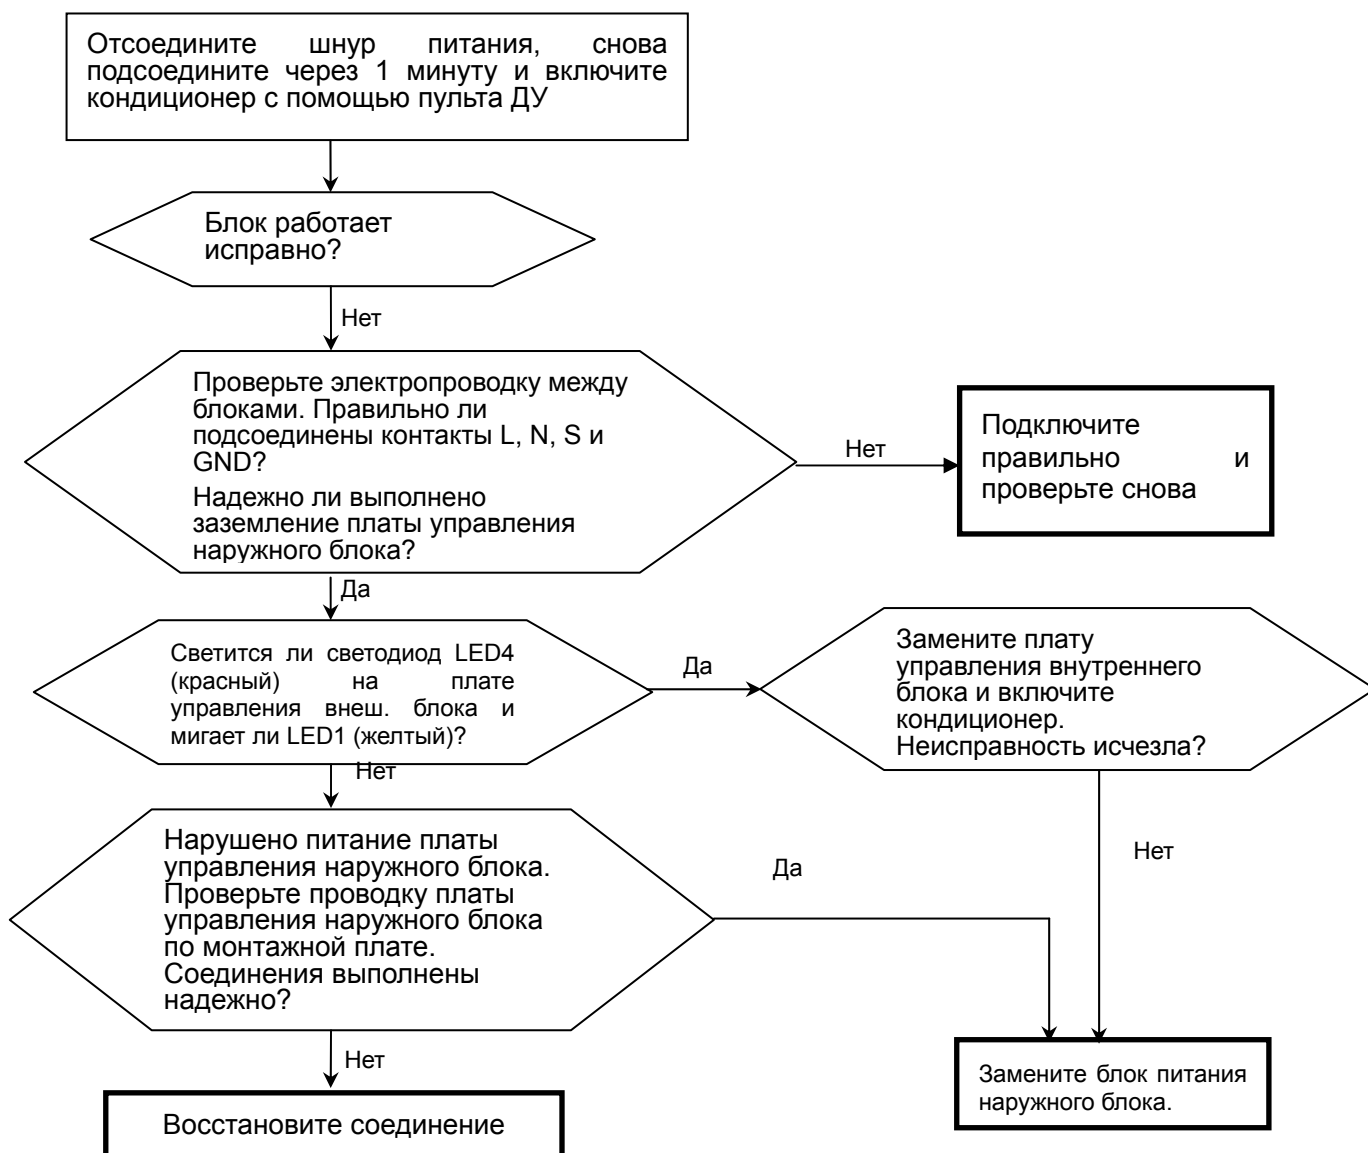 Отсоедините шнур питания, снова
подсоедините через 1 минуту и включите
кондиционер с помощью пульта ДУ
Блок работает
исправно?
Нет
Проверьте электропроводку между
блоками. Правильно ли
подсоединены контакты L, N, S и
GND?
Надежно ли выполнено
заземление платы управления
наружного блока?
Нет
Подключите
правильно и
проверьте снова
Да
Светится ли светодиод LED4
(красный) на плате
управления внеш. блока и
мигает ли LED1 (желтый)?
Да
Замените плату
управления внутреннего
блока и включите
кондиционер.
Неисправность исчезла?
Нет
Нарушено питание платы
управления наружного блока.
Проверьте проводку платы
управления наружного блока
по монтажной плате.
Соединения выполнены
надежно?
Да
Нет
Нет
Замените блок питания
наружного блока.
Восстановите соединение